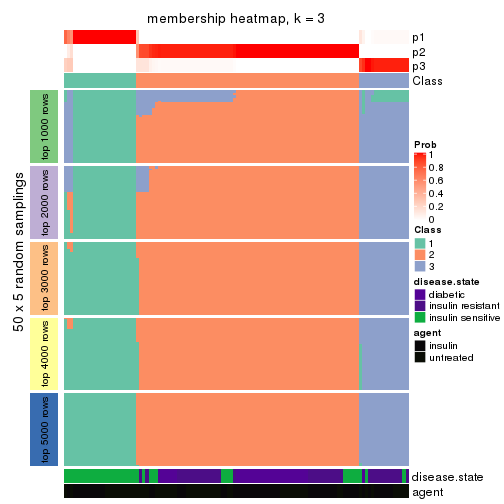 membership heatmap, k = 3
p1
p2
p3
Class
50 x 5 random samplings
top 1000 rows
top 2000 rows
top 3000 rows
top 4000 rows
top 5000 rows
disease.state
agent
Prob
1
0.8
0.6
0.4
0.2
0
Class
1
2
3
disease.state
diabetic
insulin resistant
insulin sensitive
agent
insulin
untreated